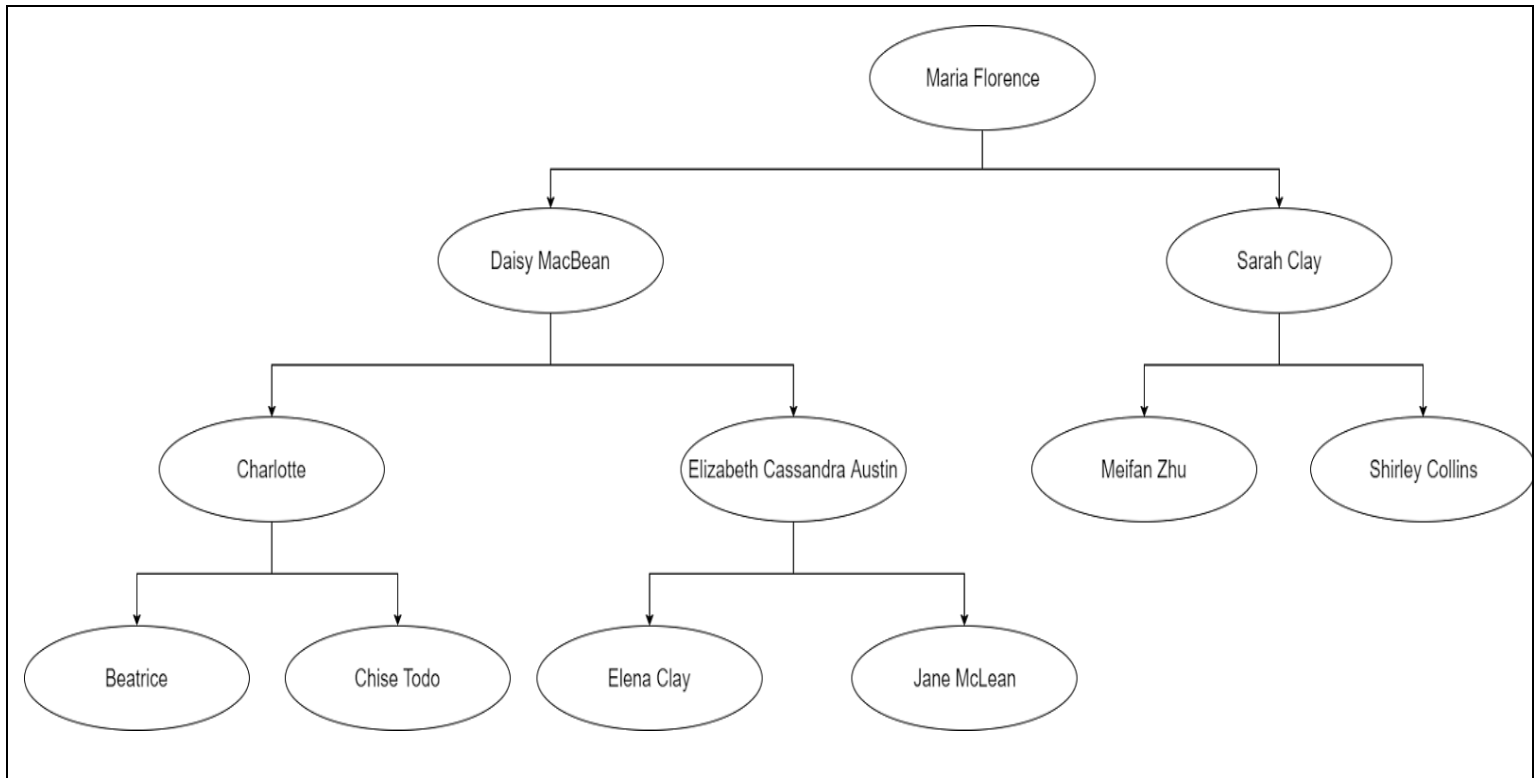 Maria Florence
Daisy MacBean
Sarah Clay
Charlotte
Elizabeth Cassandra Austin
Meifan Zhu
Shirley Collins
Beatrice
Chise Todo
Elena Clay
Jane McLean